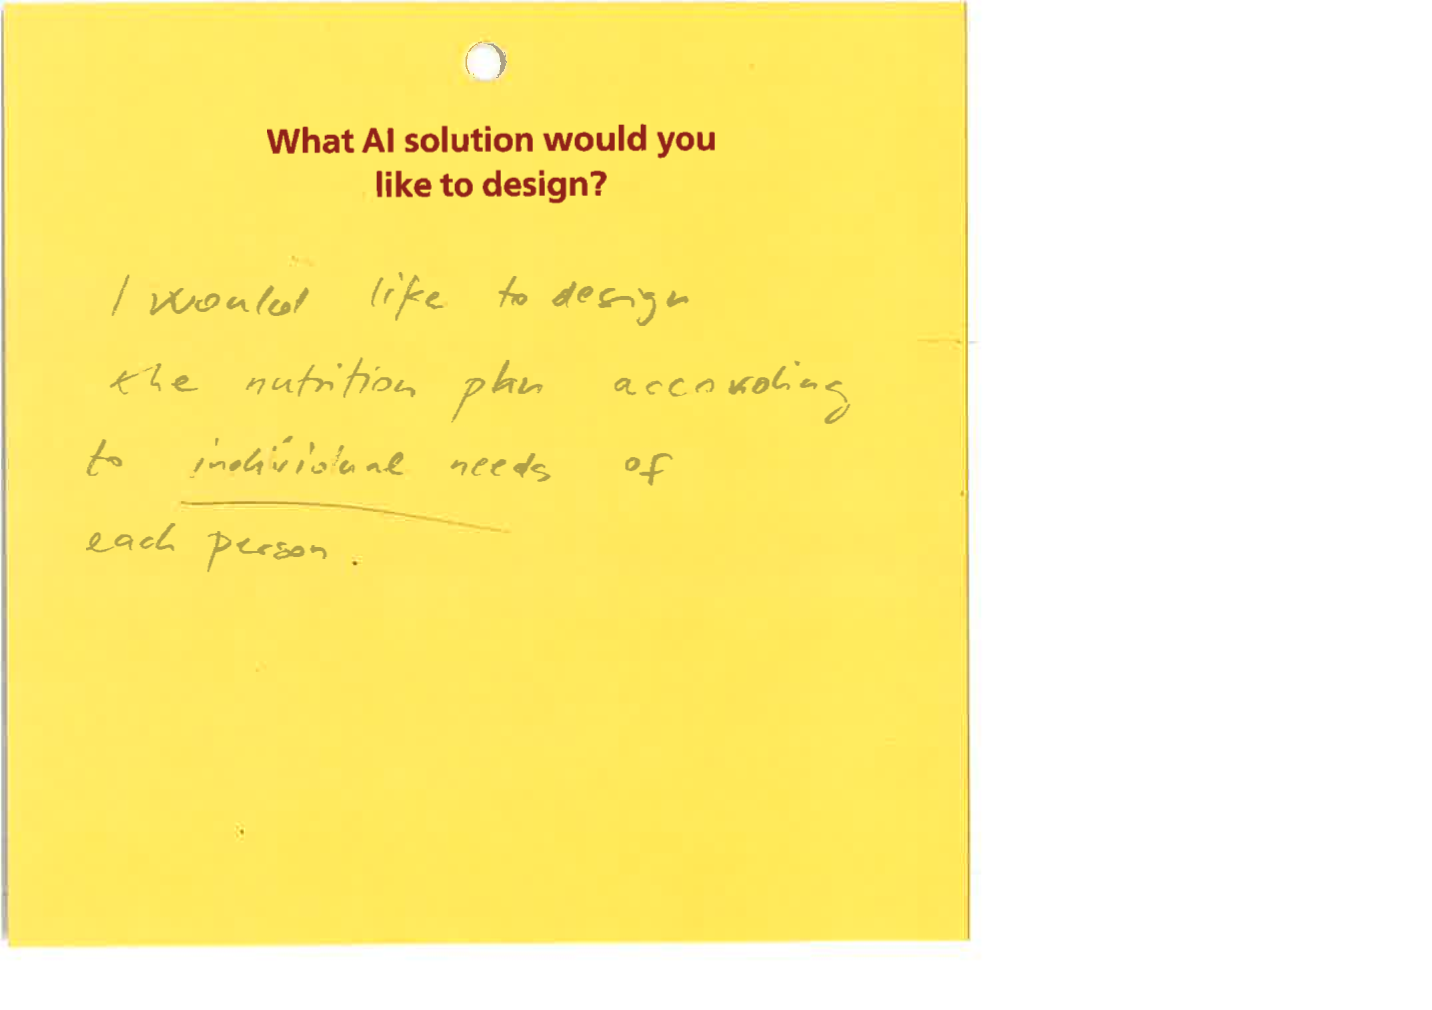 What AI solution would you
like to design?
I would like to design
the nutrition plan according
to individual needs of
each person.